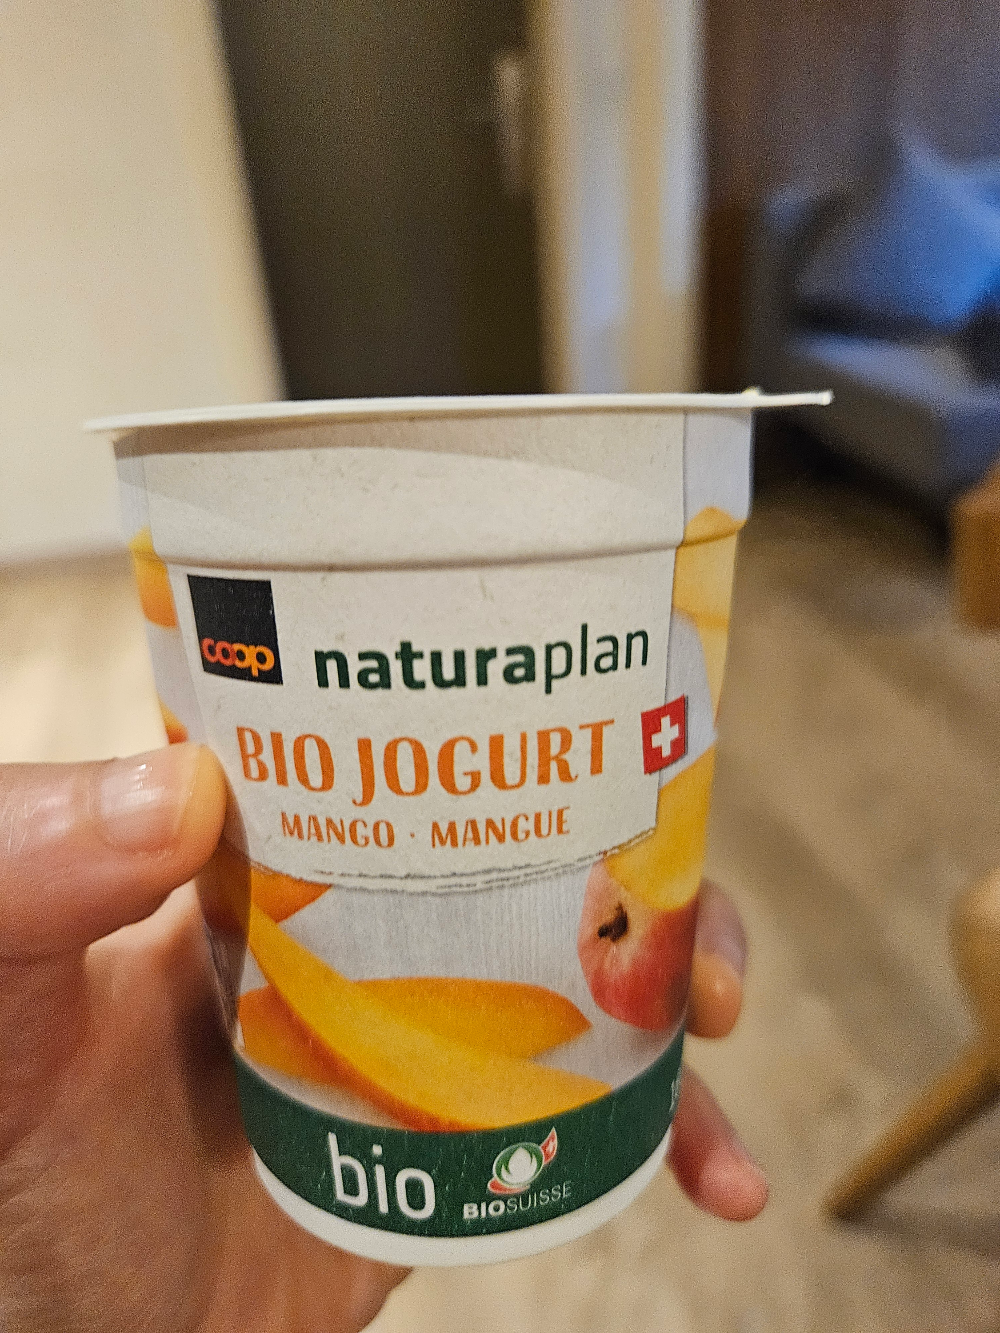 coop
naturaplan
BIO JOGURT
MANGO · MANGUE
bio
BIOSUISSE